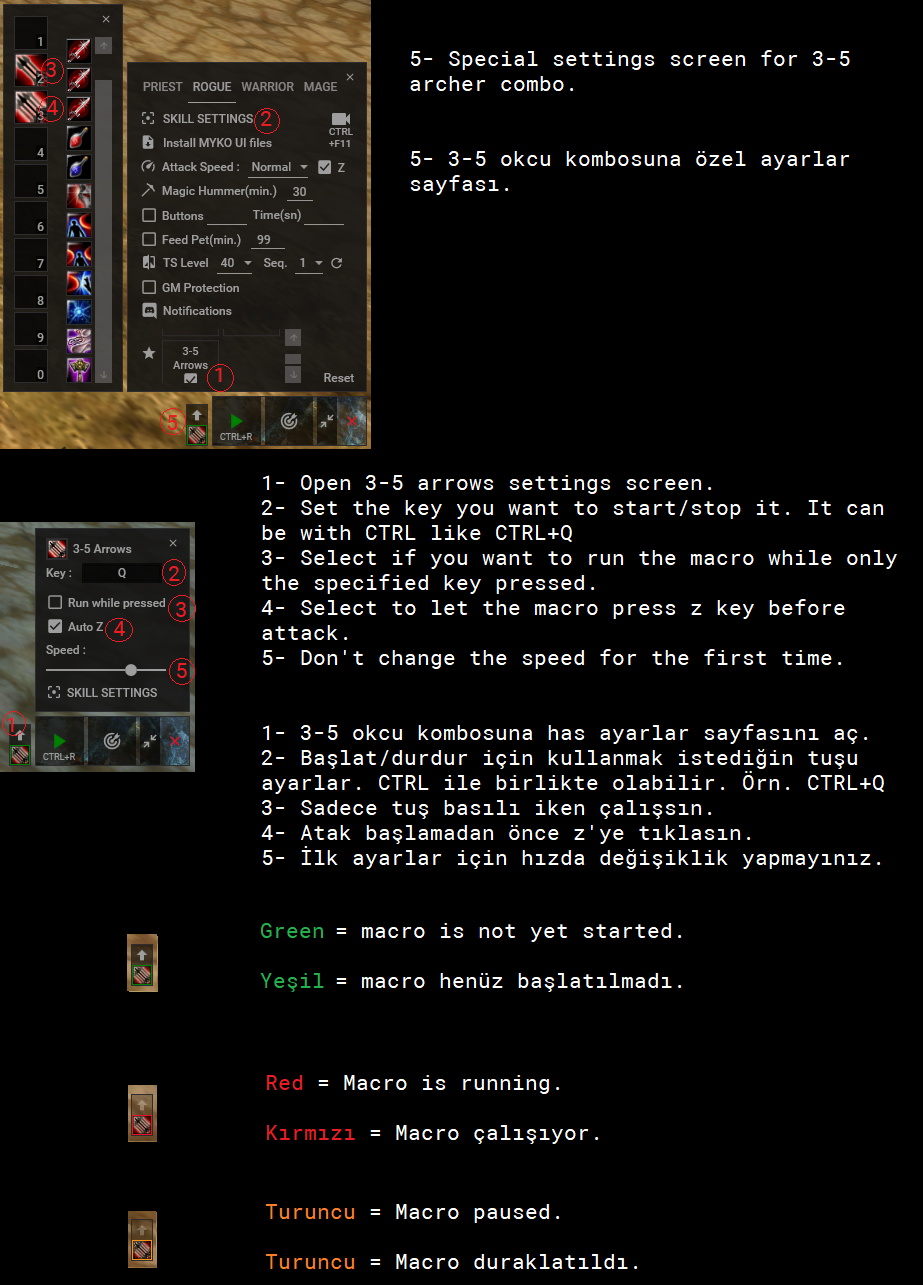 1
2
3
4
5
6
7
8
9
0
3
4
PRIEST ROGUE WARRIOR MAGE
SKILL SETTINGS 2
CTRL
+F11
Install MYKO UI files
Attack Speed : Normal Z
Magic Hummer(min.) 30
Buttons Time(sn)
Feed Pet(min.) 99
TS Level 40 Seq. 1
GM Protection
Notifications
3-5
Arrows
1
Reset
5
CTRL+R
5- Special settings screen for 3-5
archer combo.
5- 3-5 okcu kombosuna özel ayarlar
sayfası.
3-5 Arrows
Key : Q 2
Run while pressed 3
Auto Z 4
Speed :
5
SKILL SETTINGS
1
CTRL+R
1- Open 3-5 arrows settings screen.
2- Set the key you want to start/stop it. It can
be with CTRL like CTRL+Q
3- Select if you want to run the macro while only
the specified key pressed.
4- Select to let the macro press z key before
attack.
5- Don't change the speed for the first time.
1- 3-5 okcu kombosuna has ayarlar sayfasını aç.
2- Başlat/durdur için kullanmak istediğin tuşu
ayarlar. CTRL ile birlikte olabilir. Örn. CTRL+Q
3- Sadece tuş basılı iken çalışsın.
4- Atak başlamadan önce z'ye tıklasın.
5- İlk ayarlar için hızda değişiklik yapmayınız.
Green = macro is not yet started.
Yeşil = macro henüz başlatılmadı.
Red = Macro is running.
Kırmızı = Macro çalışıyor.
Turuncu = Macro paused.
Turuncu = Macro duraklatıldı.